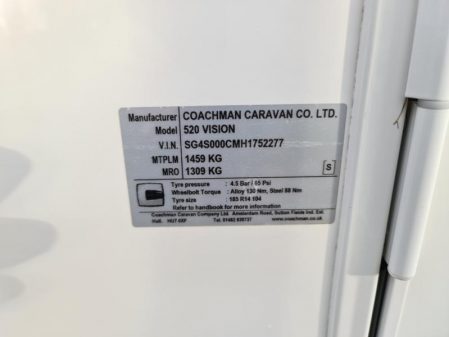 Manufacturer COACHMAN CARAVAN CO. LTD.
Model 520 VISION
V.I.N. SG4S000CMH1752277
MTPLM 1459 KG
MRO 1309 KG [S]
Tyre pressure : 4.5 Bar / 65 Psi
Wheelbolt Torque : Alloy 130 Nm, Steel 88 Nm
Tyre size : 185 R14 104
Refer to handbook for more information
Coachman Caravan Company Ltd. Amsterdam Road, Sutton Fields Ind. Est.
Hull. HU7 0XF Tel. 01482 839737 www.coachman.co.uk